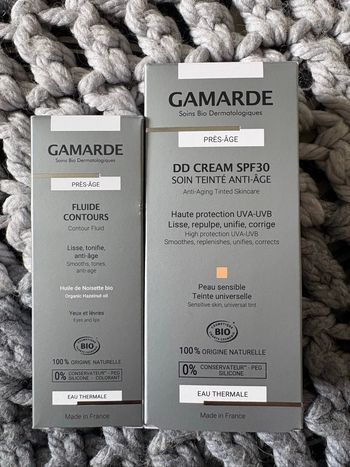 GAMARDE
Soins Bio Dermatologiques
PRÈS-ÂGE
FLUIDE
CONTOURS
Contour Fluid
Lisse, tonifie,
anti-âge
Smooths, tones,
anti-age
Huile de Noisette bio
Organic Hazelnut oil
Yeux et lèvres
Eyes and lips
COSMÉTIQUE
BIO
100% ORIGINE NATURELLE
0% CONSERVATEUR - PEG
SILICONE - COLORANT
EAU THERMALE
Made in France
GAMARDE
Soins Bio Dermatologiques
PRÈS-ÂGE
DD CREAM SPF30
SOIN TEINTÉ ANTI-ÂGE
Anti-Aging Tinted Skincare
Haute protection UVA-UVB
Lisse, repulpe, unifie, corrige
High protection UVA-UVB
Smoothes, replenishes, unifies, corrects
Peau sensible
Teinte universelle
Sensitive skin, universal tint
COSMÉTIQUE
BIO
100% ORIGINE NATURELLE
0% CONSERVATEUR - PEG
SILICONE
EAU THERMALE
Made in France